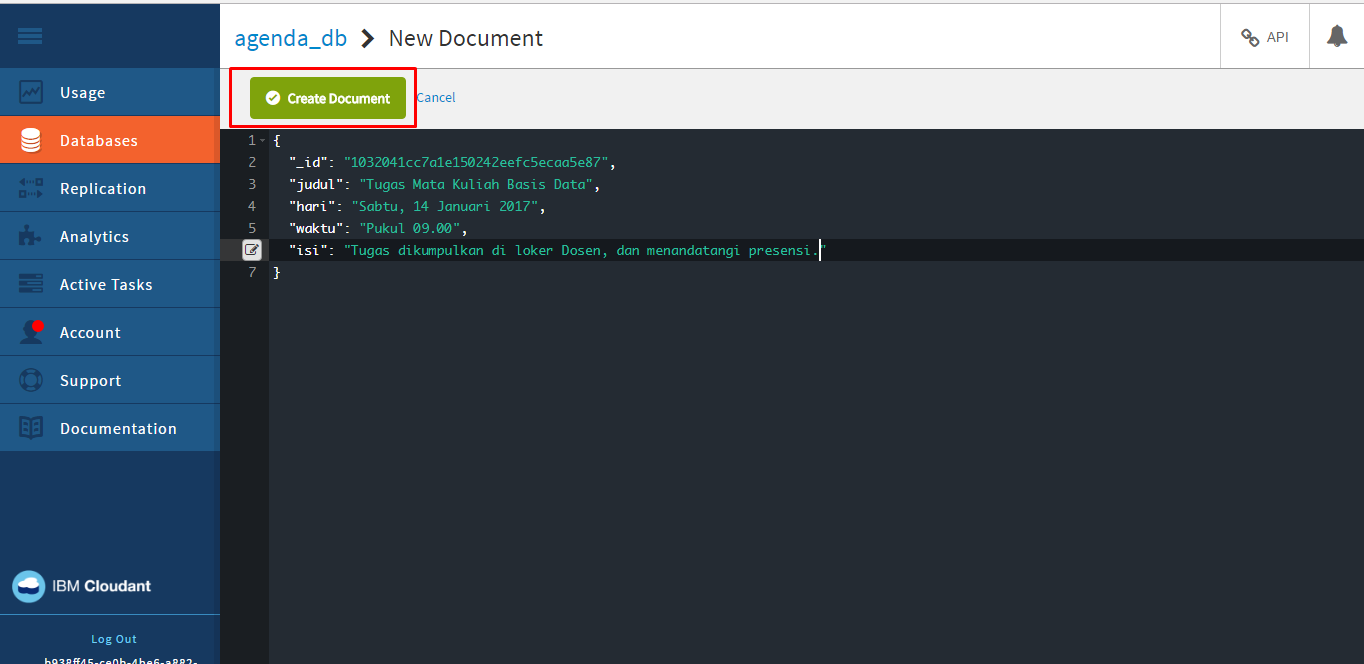 agenda_db > New Document
API
Usage
Databases
Replication
Analytics
Active Tasks
Account
Support
Documentation
IBM Cloudant
Log Out
Create Document
Cancel
1 {
2 "_id": "1032041cc7a1e150242eefc5ecaa5e87",
3 "judul": "Tugas Mata Kuliah Basis Data",
4 "hari": "Sabtu, 14 Januari 2017",
5 "waktu": "Pukul 09.00",
"isi": "Tugas dikumpulkan di loker Dosen, dan menandatangi presensi."
7 }